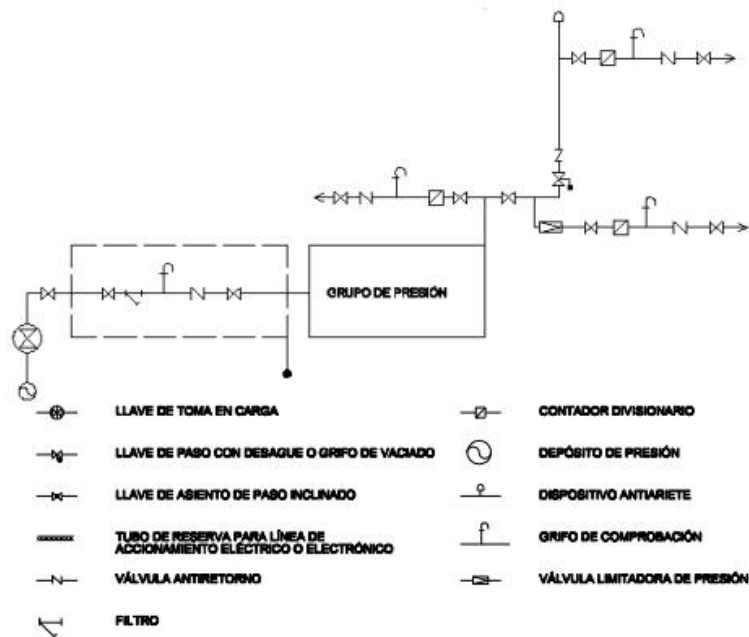 GRUPO DE PRESIÓN
LLAVE DE TOMA EN CARGA
LLAVE DE PASO CON DESAGUE O GRIFO DE VACIADO
LLAVE DE ASIENTO DE PASO INCLINADO
TUBO DE RESERVA PARA LÍNEA DE
ACCIONAMIENTO ELÉCTRICO O ELECTRÓNICO
VÁLVULA ANTIRETORNO
FILTRO
CONTADOR DIVISIONARIO
DEPÓSITO DE PRESIÓN
DISPOSITIVO ANTIARIETE
GRIFO DE COMPROBACIÓN
VÁLVULA LIMITADORA DE PRESIÓN